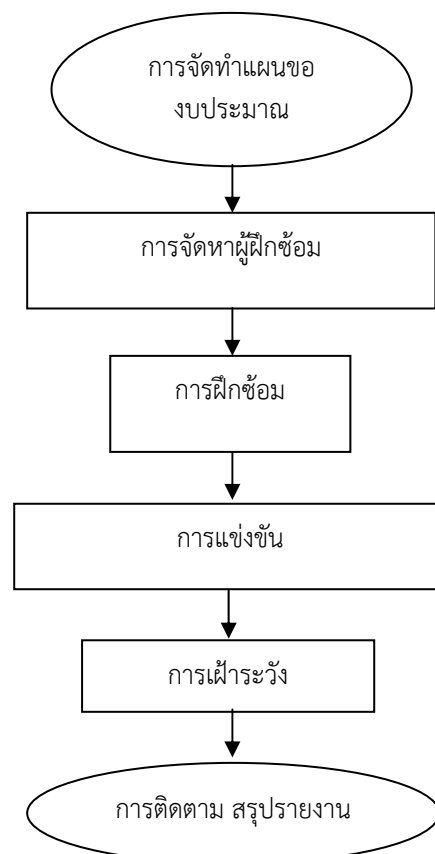 การจัดทำแผนขอ
งบประมาณ
การจัดหาผู้ฝึกซ้อม
การฝึกซ้อม
การแข่งขัน
การเฝ้าระวัง
การติดตาม สรุปรายงาน